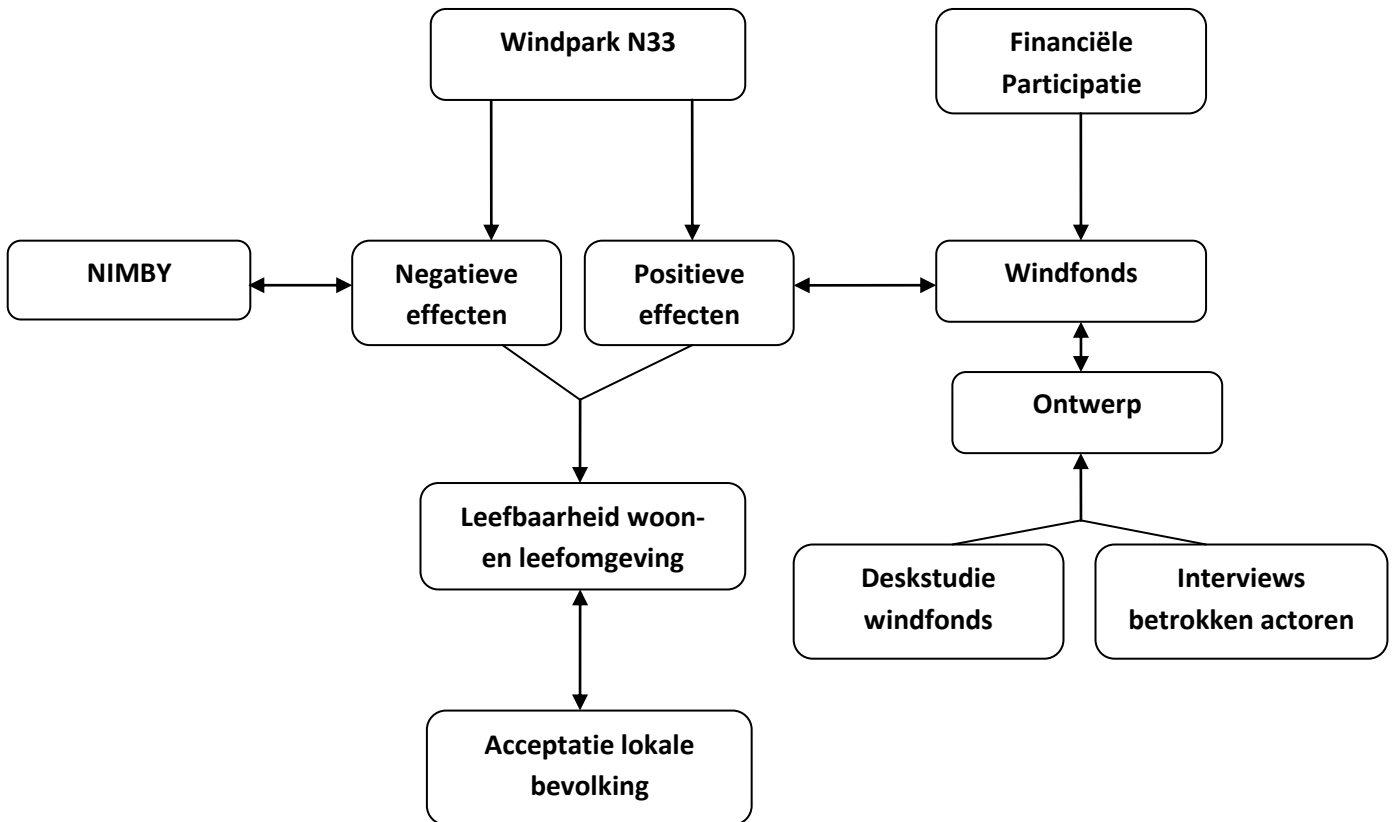 Windpark N33
Financiële
Participatie
NIMBY
Negatieve
effecten
Positieve
effecten
Windfonds
Ontwerp
Leefbaarheid woon-
en leefomgeving
Deskstudie
windfonds
Interviews
betrokken actoren
Acceptatie lokale
bevolking